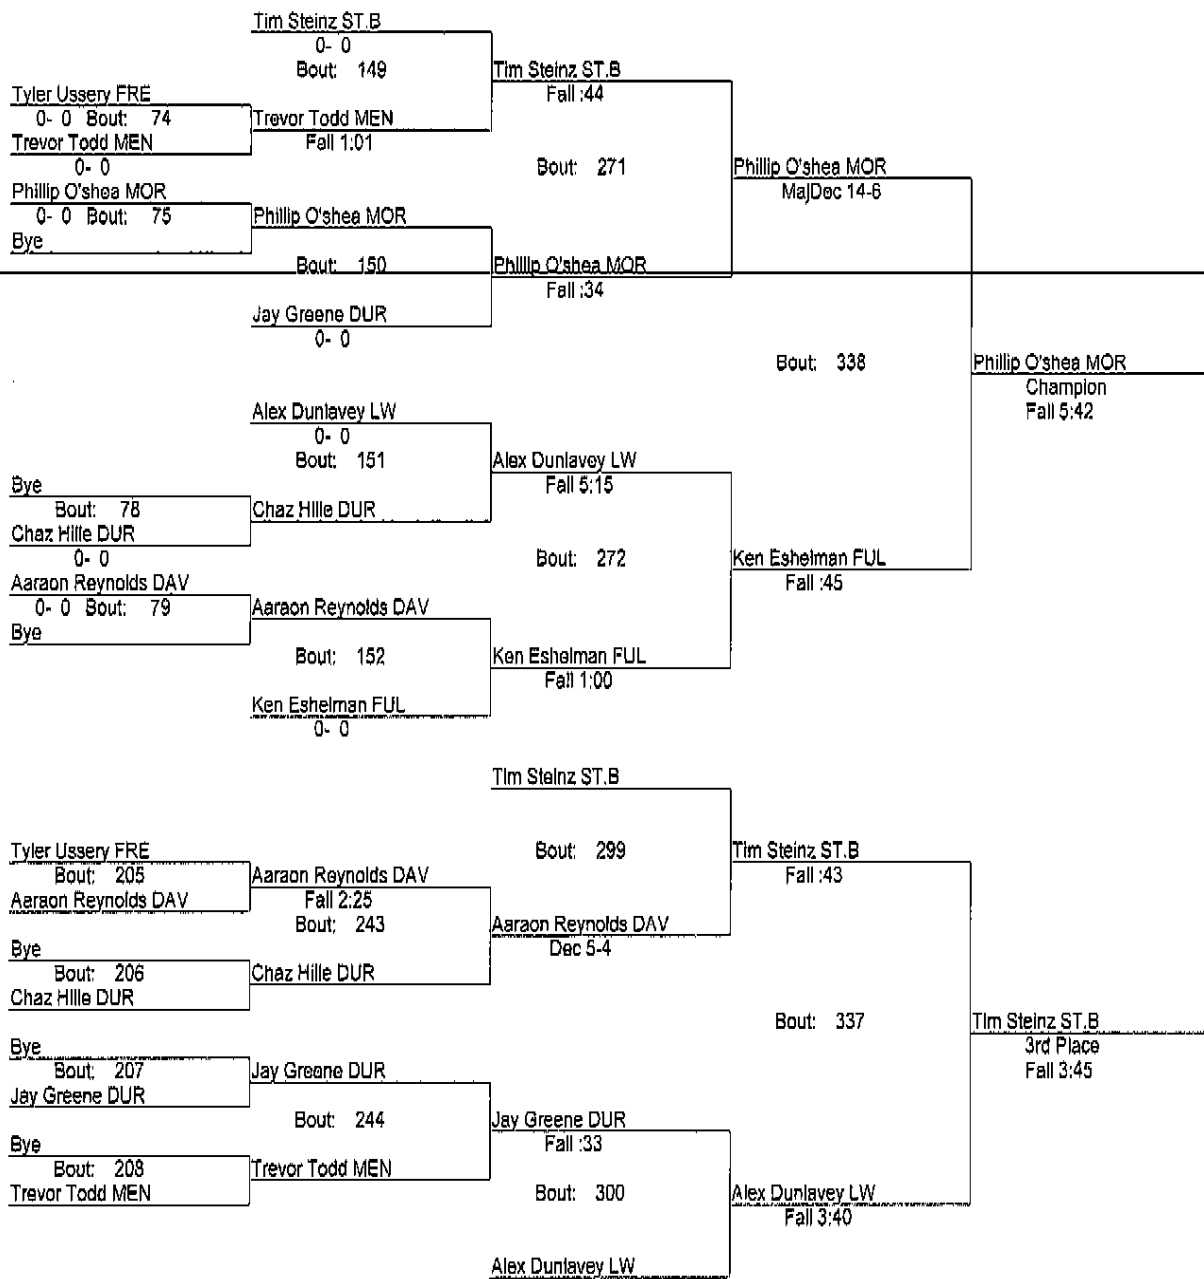 Tim Steinz ST.B
0- 0
Bout: 149
Tim Steinz ST.B
Fall :44
Tyler Ussery FRE
0- 0 Bout: 74
Trevor Todd MEN
Fall 1:01
Trevor Todd MEN
0- 0
Bout: 271
Phillip O'shea MOR
MajDec 14-6
Phillip O'shea MOR
0- 0 Bout: 75
Phillip O'shea MOR
Bye
Bout: 150
Phillip O'shea MOR
Fall :34
Jay Greene DUR
0- 0
Bout: 338
Phillip O'shea MOR
Champion
Fall 5:42
Alex Dunlavey LW
0- 0
Bout: 151
Alex Dunlavey LW
Fall 5:15
Bye
Bout: 78
Chaz Hille DUR
Chaz Hille DUR
0- 0
Bout: 272
Ken Eshelman FUL
Fall :45
Aaraon Reynolds DAV
0- 0 Bout: 79
Aaraon Reynolds DAV
Bye
Bout: 152
Ken Eshelman FUL
Fall 1:00
Ken Eshelman FUL
0- 0
Tim Steinz ST.B
Bout: 299
Tim Steinz ST.B
Fall :43
Tyler Ussery FRE
Bout: 205
Aaraon Reynolds DAV
Fall 2:25
Aaraon Reynolds DAV
Bout: 243
Aaraon Reynolds DAV
Dec 5-4
Bye
Bout: 206
Chaz Hille DUR
Chaz Hille DUR
Bout: 337
Tim Steinz ST.B
3rd Place
Fall 3:45
Bye
Bout: 207
Jay Greene DUR
Jay Greene DUR
Bout: 244
Jay Greene DUR
Fall :33
Bye
Bout: 208
Trevor Todd MEN
Trevor Todd MEN
Bout: 300
Alex Dunlavey LW
Fall 3:40
Alex Dunlavey LW